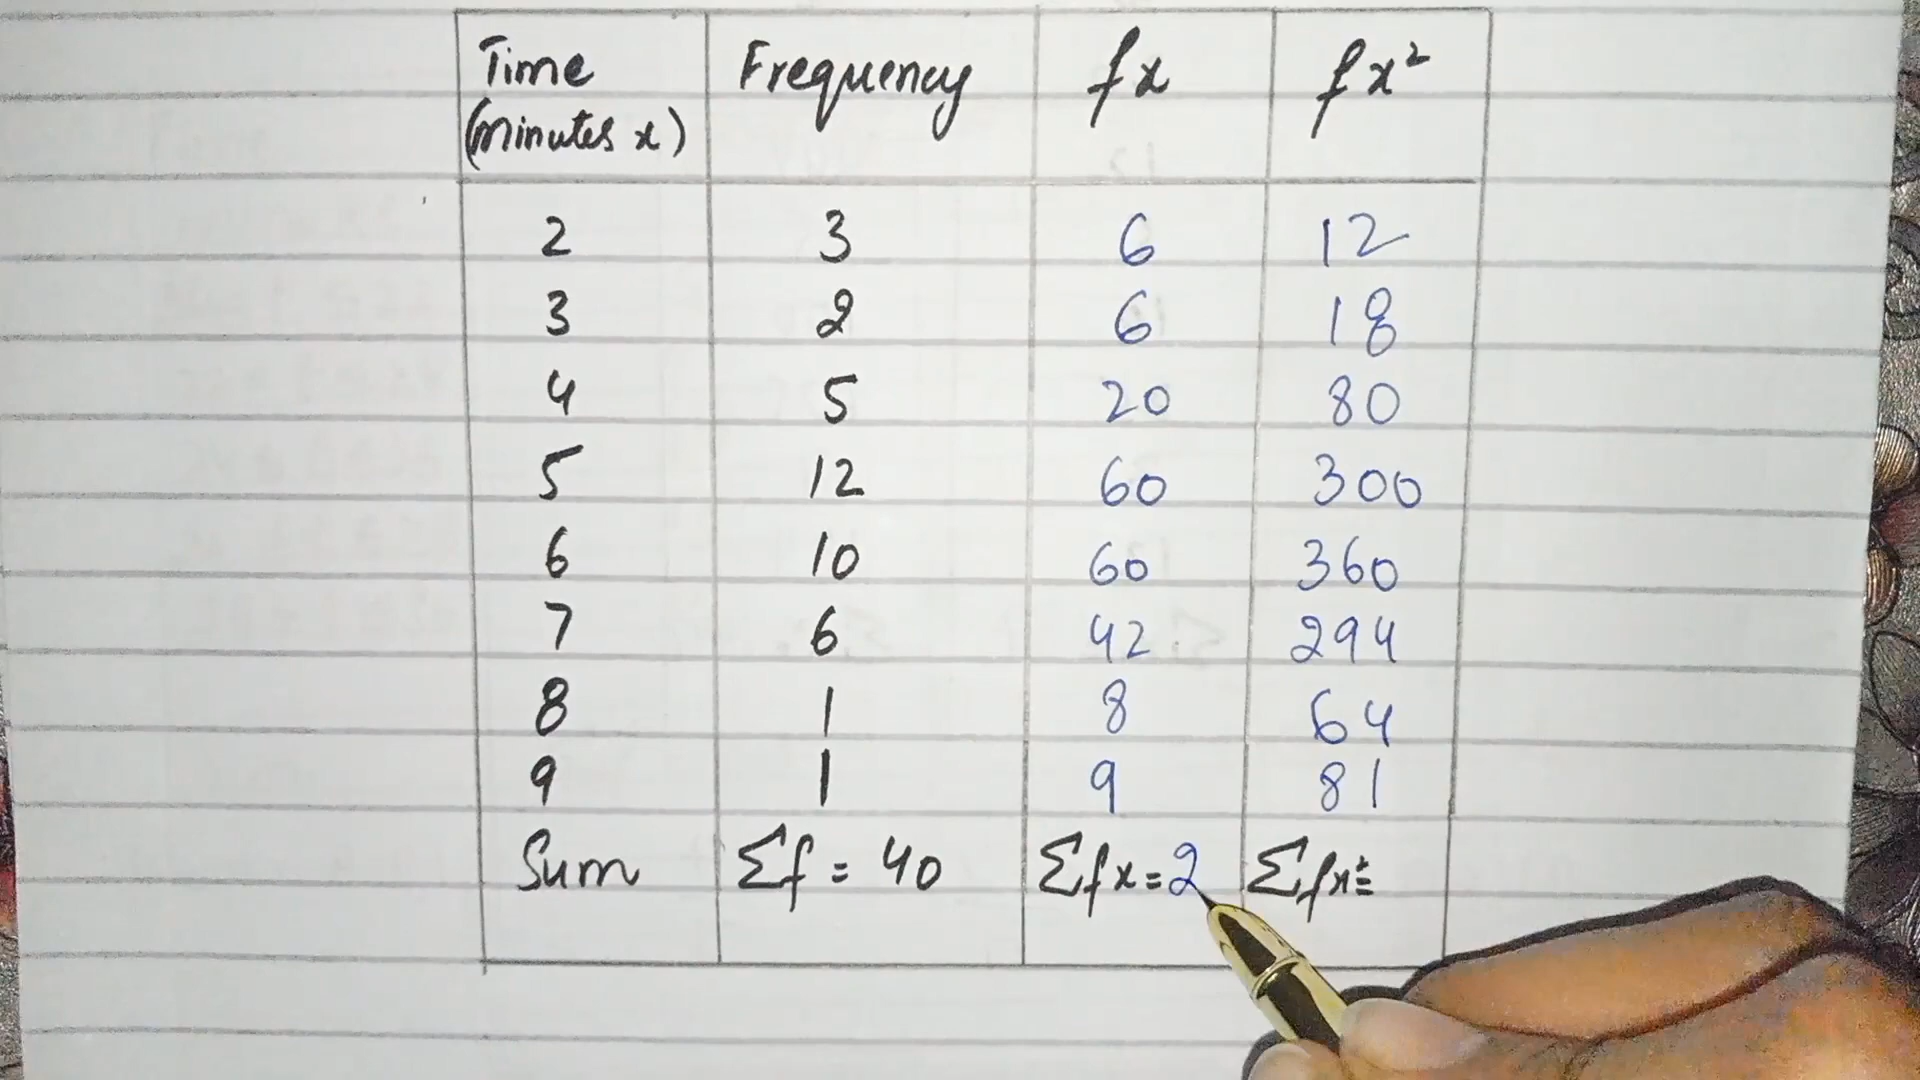 Time (Minutes x) Frequency fx fx²
2 3 6 12
3 2 6 18
4 5 20 80
5 12 60 300
6 10 60 360
7 6 42 294
8 1 8 64
9 1 9 81
Sum Σf = 40 Σfx = 2 Σfx² =